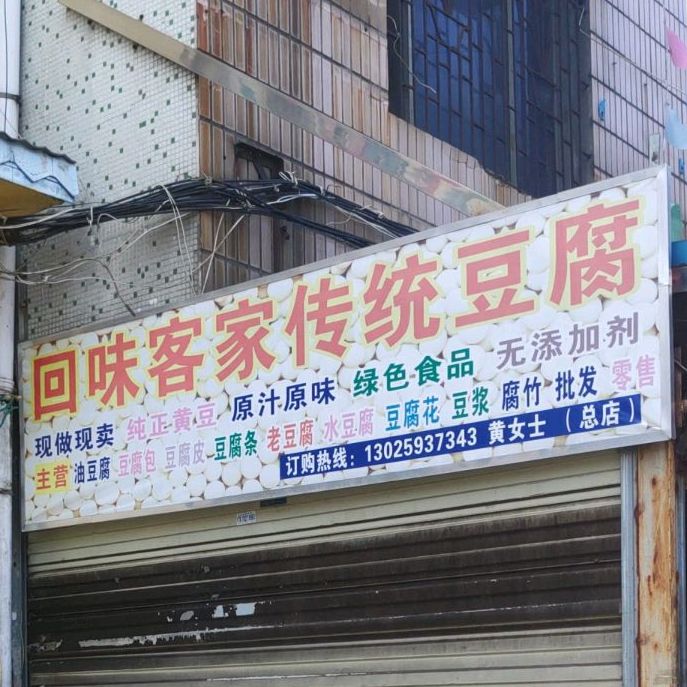 回味客家传统豆腐
现做现卖 纯正黄豆 原汁原味 绿色食品 无添加剂
主营 油豆腐 豆腐包 豆腐皮 豆腐条 老豆腐 水豆腐 豆腐花 豆浆 腐竹 批发 零售
订购热线：13025937343 黄女士（总店）